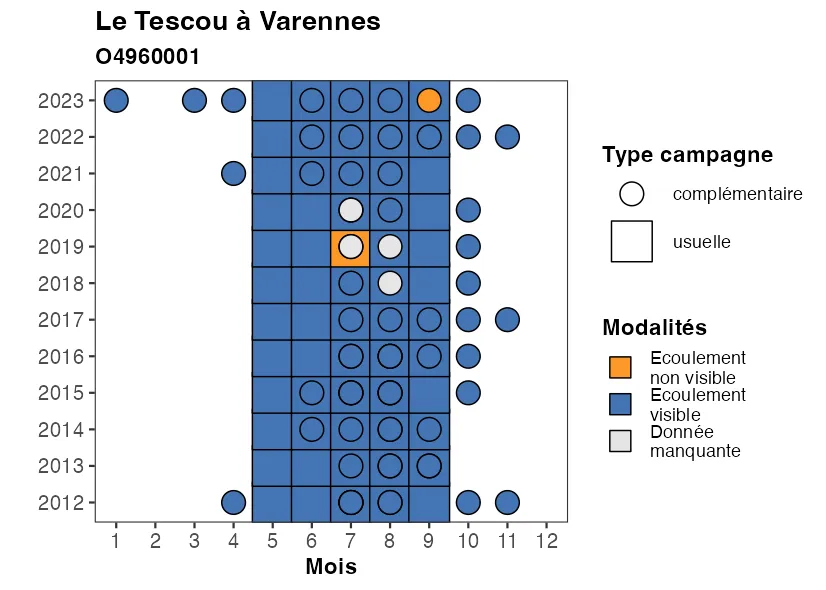 Le Tescou à Varennes
O4960001
2023
2022
2021
2020
2019
2018
2017
2016
2015
2014
2013
2012
1 2 3 4 5 6 7 8 9 10 11 12
Mois
Type campagne
complémentaire
usuelle
Modalités
Ecoulement
non visible
Ecoulement
visible
Donnée
manquante